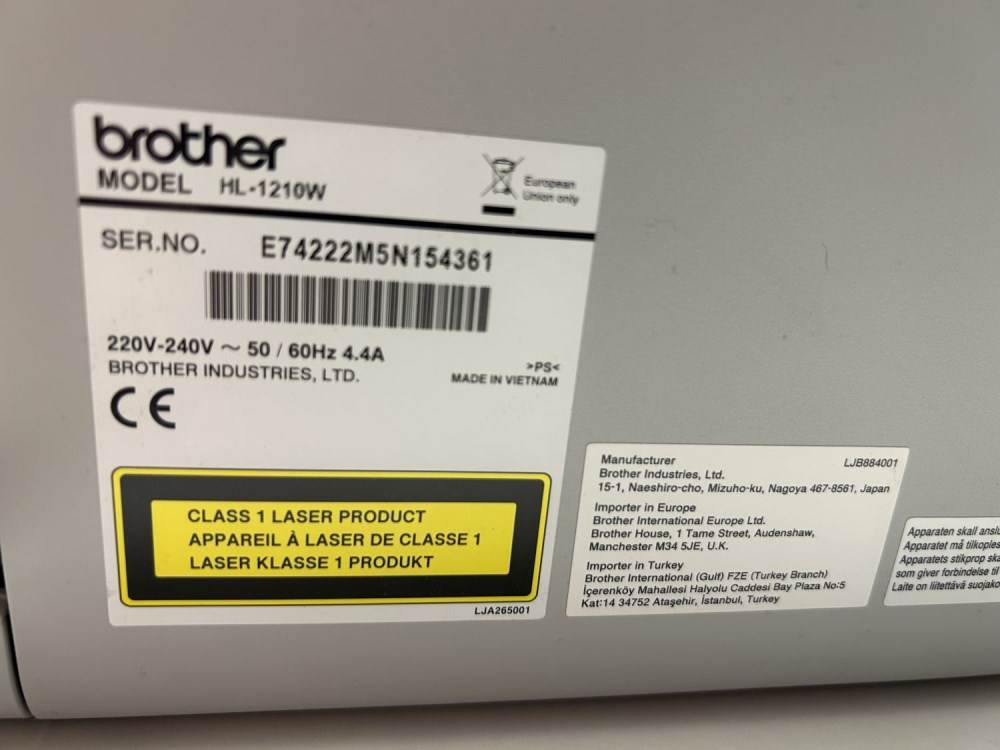 brother
MODEL HL-1210W
European
Union only
SER.NO. E74222M5N154361
220V-240V ~ 50 / 60Hz 4.4A
BROTHER INDUSTRIES, LTD.
>PS<
MADE IN VIETNAM
CE
CLASS 1 LASER PRODUCT
APPAREIL À LASER DE CLASSE 1
LASER KLASSE 1 PRODUKT
LJA265001
Manufacturer LJB884001
Brother Industries, Ltd.
15-1, Naeshiro-cho, Mizuho-ku, Nagoya 467-8561, Japan
Importer in Europe
Brother International Europe Ltd.
Brother House, 1 Tame Street, Audenshaw,
Manchester M34 5JE, U.K.
Importer in Turkey
Brother International (Gulf) FZE (Turkey Branch)
İçerenköy Mahallesi Halyolu Caddesi Bay Plaza No:5
Kat:14 34752 Ataşehir, İstanbul, Turkey
Apparaten skall
Apparatet må
Apparatets stikprop
som giver forbindelse til
Laite on liitettävä